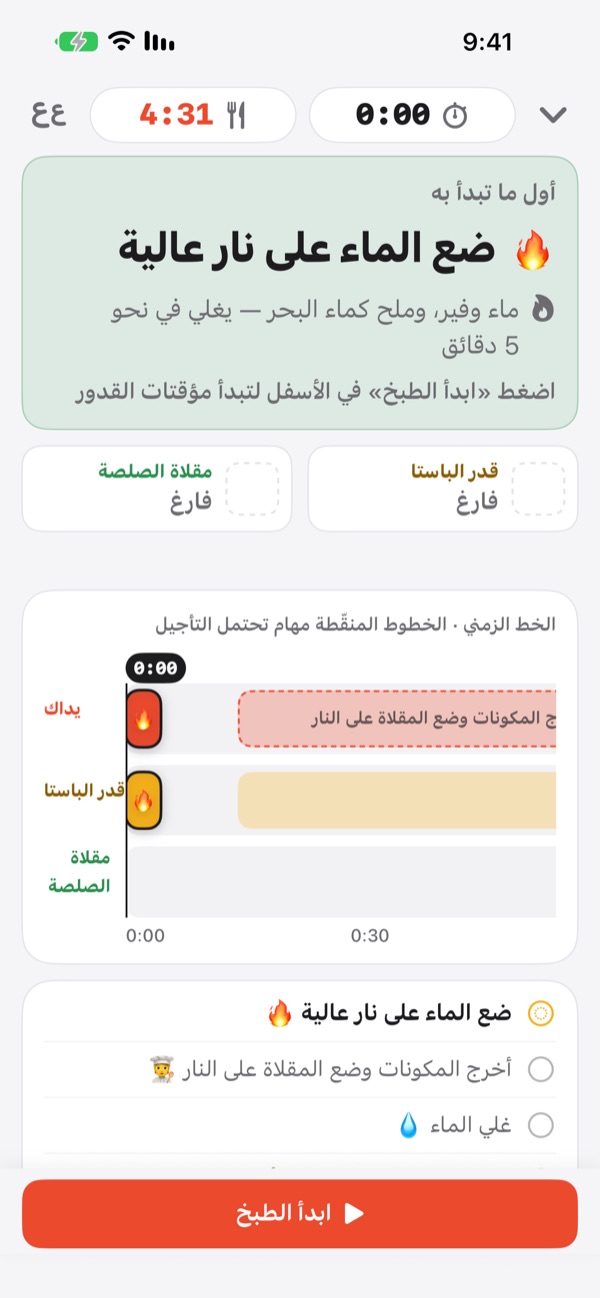 9:41
0:00
4:31
عع
أول ما تبدأ به
🔥 ضع الماء على نار عالية
ماء وفير، وملح كماء البحر — يغلي في نحو
5 دقائق
اضغط «ابدأ الطبخ» في الأسفل لتبدأ مؤقتات القدور
قدر الباستا
فارغ
مقلاة الصلصة
فارغ
الخط الزمني · الخطوط المنقّطة مهام تحتمل التأجيل
0:00
يداك
ج المكونات وضع المقلاة على النار
قدر الباستا
مقلاة
الصلصة
0:00
0:30
ضع الماء على نار عالية 🔥
أخرج المكونات وضع المقلاة على النار 👨‍🍳
غلي الماء 💧
ابدأ الطبخ